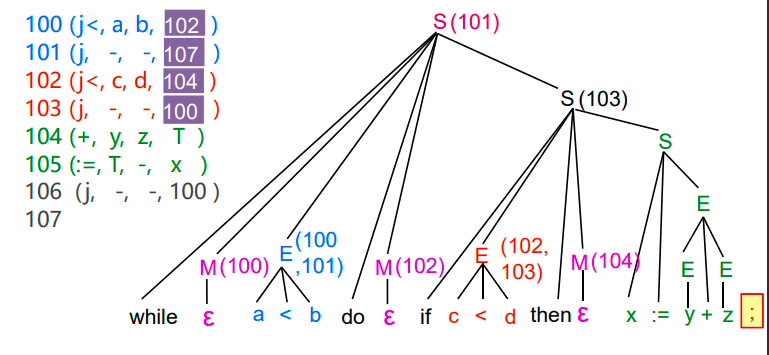 100 (j<, a, b, 102 )
101 (j, -, -, 107 )
102 (j<, c, d, 104 )
103 (j, -, -, 100 )
104 (+, y, z, T )
105 (:=, T, -, x )
106 (j, -, -, 100 )
107
S (101)
S (103)
S
E
M (100)
E (100 ,101)
M (102)
E (102, 103)
M (104)
E E
while ε a < b do ε if c < d then ε x := y + z ;